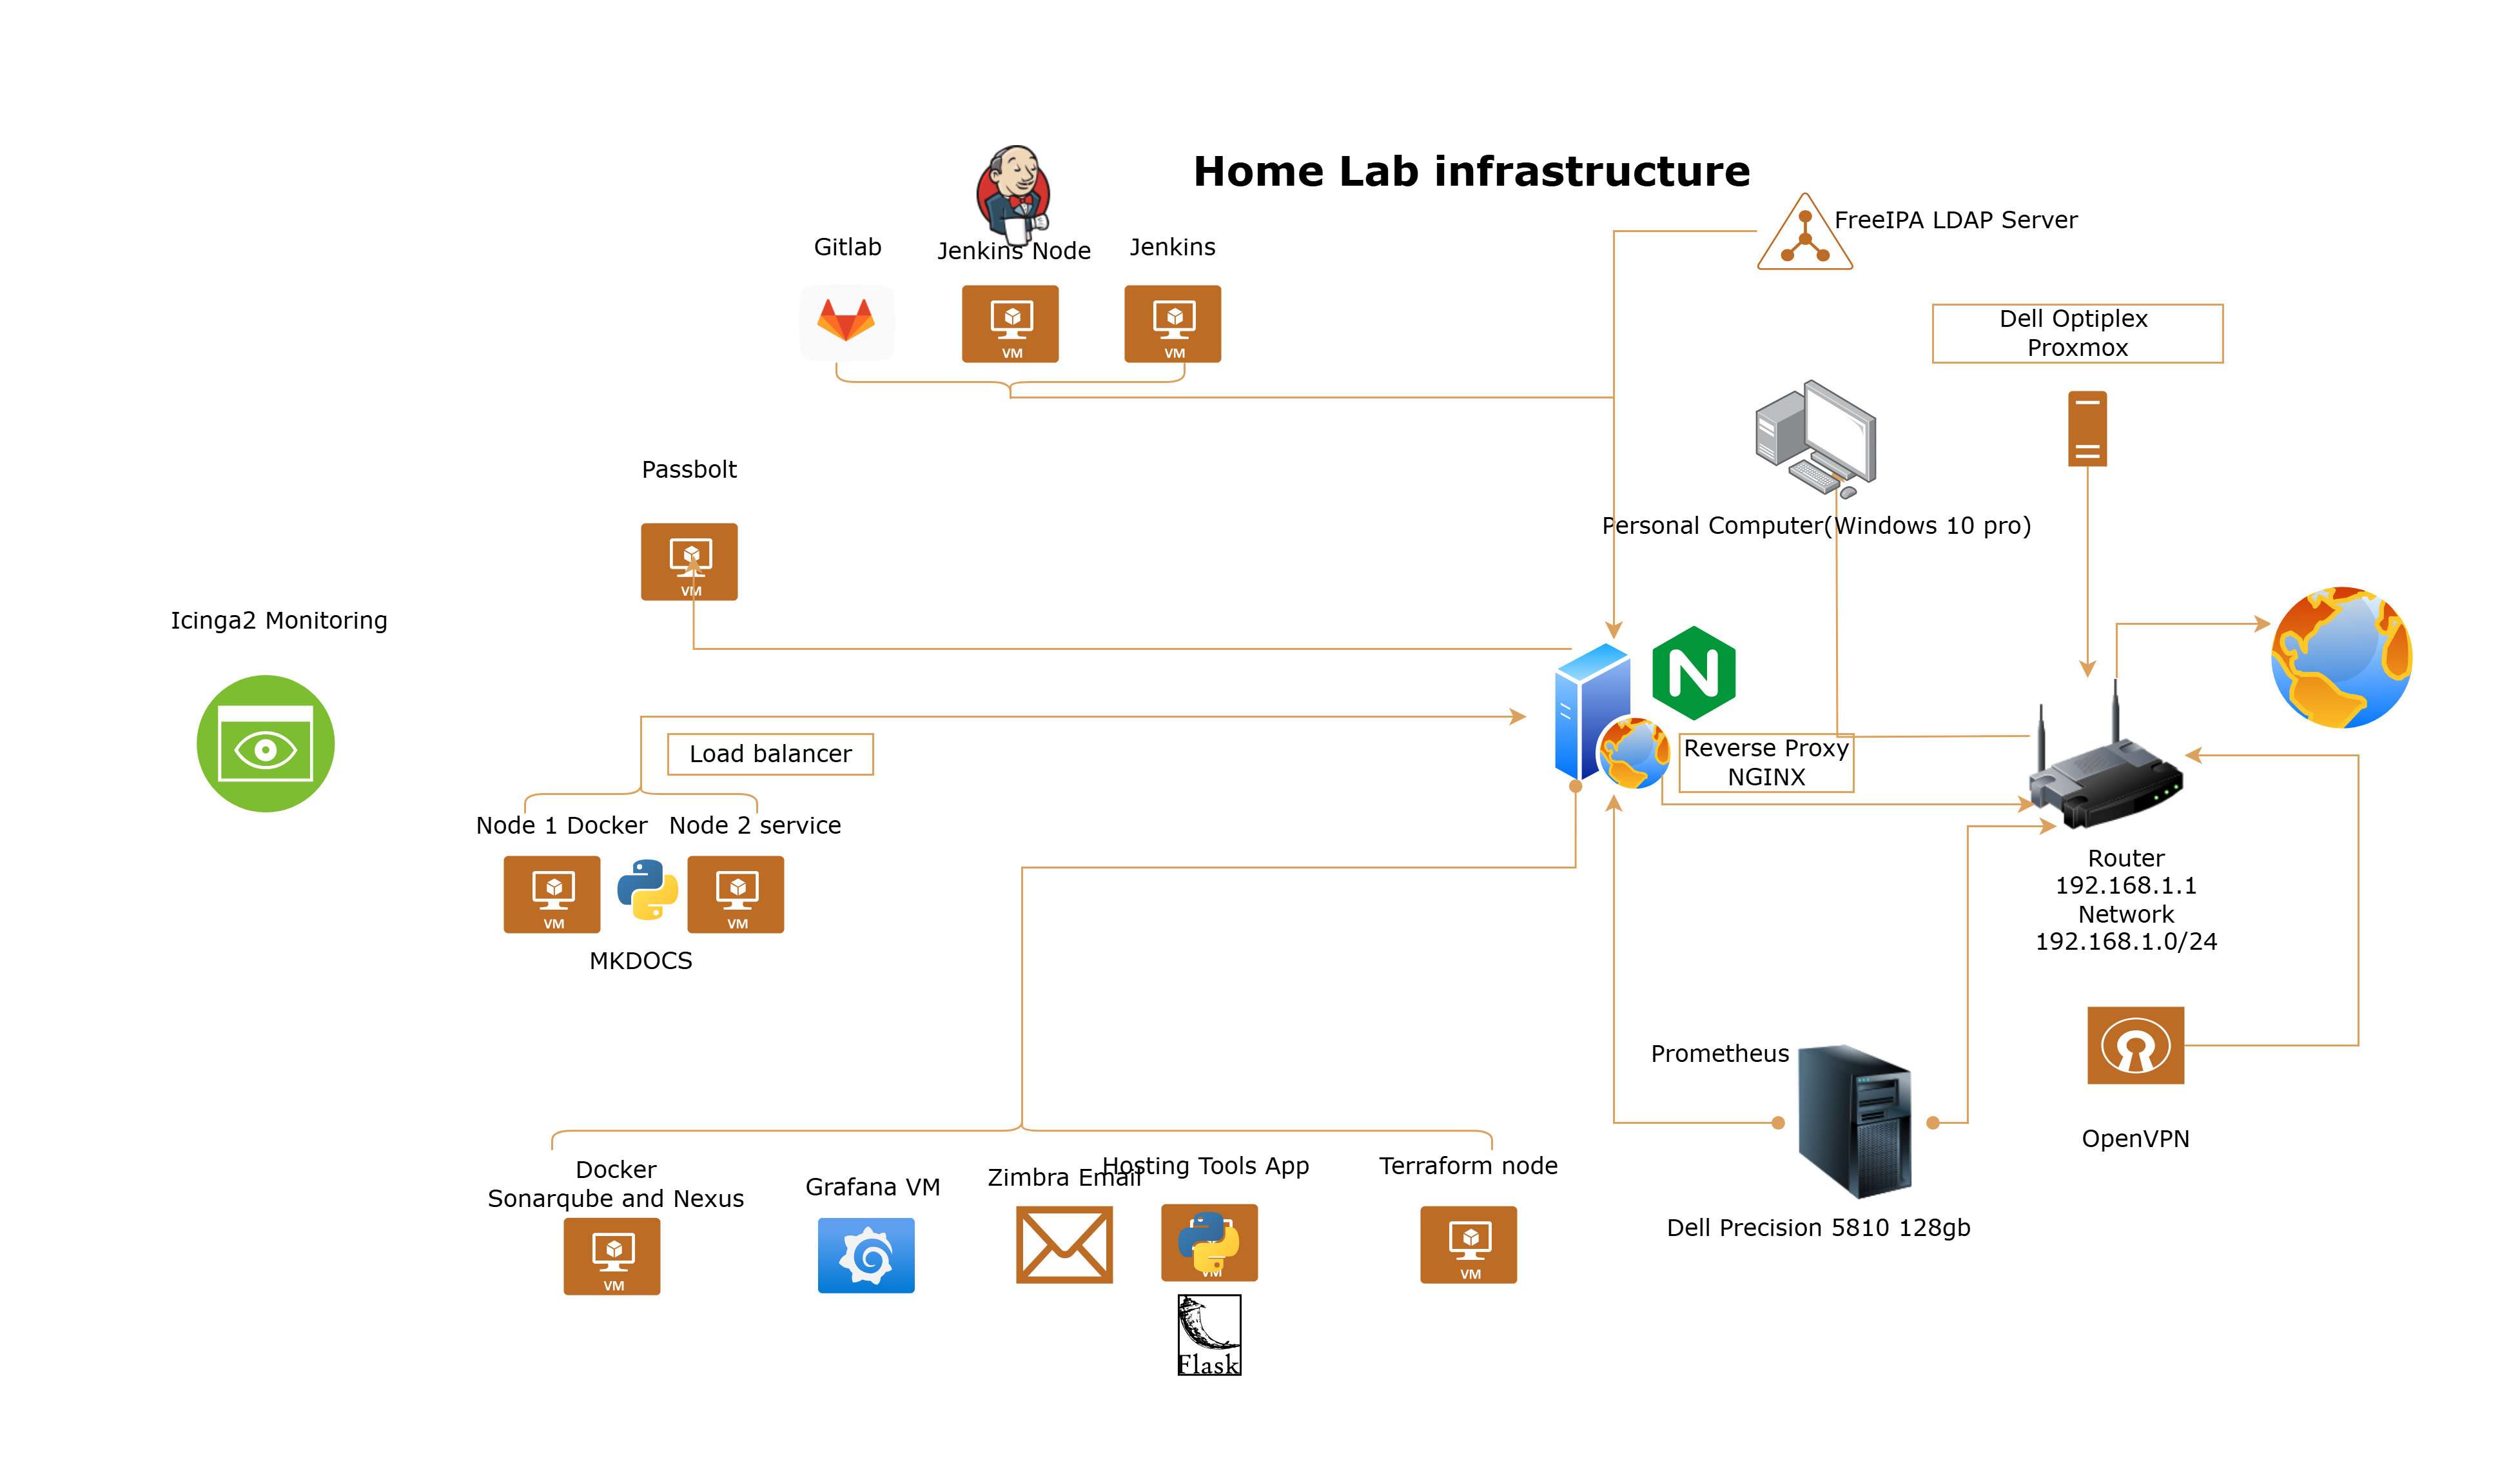 Home Lab infrastructure
Gitlab
Jenkins Node
Jenkins
FreeIPA LDAP Server
Dell Optiplex
Proxmox
VM
VM
Passbolt
VM
Personal Computer(Windows 10 pro)
Icinga2 Monitoring
N
Load balancer
Reverse Proxy
NGINX
Node 1 Docker
Node 2 service
VM
VM
MKDOCS
Router
192.168.1.1
Network
192.168.1.0/24
Prometheus
OpenVPN
Dell Precision 5810 128gb
Docker
Sonarqube and Nexus
Grafana VM
Zimbra Email
Hosting Tools App
Terraform node
VM
VM
VM
Flask